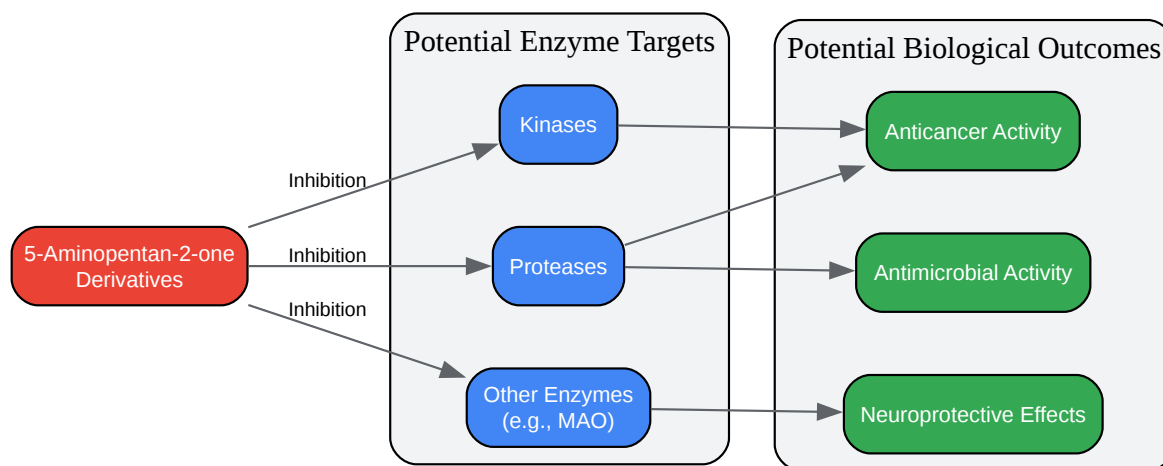 Potential Enzyme Targets
Potential Biological Outcomes
Kinases
Anticancer Activity
Inhibition
5-Aminopentan-2-one
Derivatives
Inhibition
Proteases
Antimicrobial Activity
Inhibition
Other Enzymes
(e.g., MAO)
Neuroprotective Effects